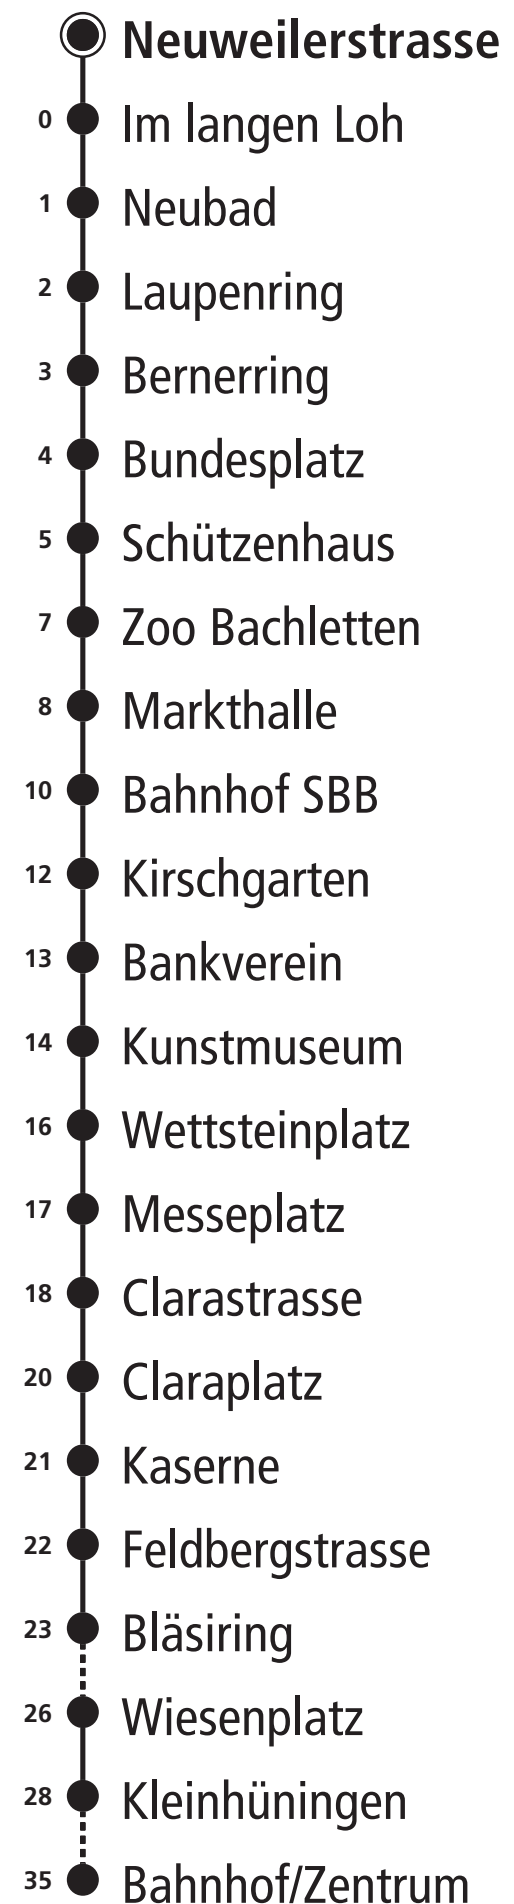 Neuweilerstrasse
0 Im langen Loh
1 Neubad
2 Laupenring
3 Bernerring
4 Bundesplatz
5 Schützenhaus
7 Zoo Bachletten
8 Markthalle
10 Bahnhof SBB
12 Kirschgarten
13 Bankverein
14 Kunstmuseum
16 Wettsteinplatz
17 Messeplatz
18 Clarastrasse
20 Claraplatz
21 Kaserne
22 Feldbergstrasse
23 Bläsiring
26 Wiesenplatz
28 Kleinhüningen
35 Bahnhof/Zentrum